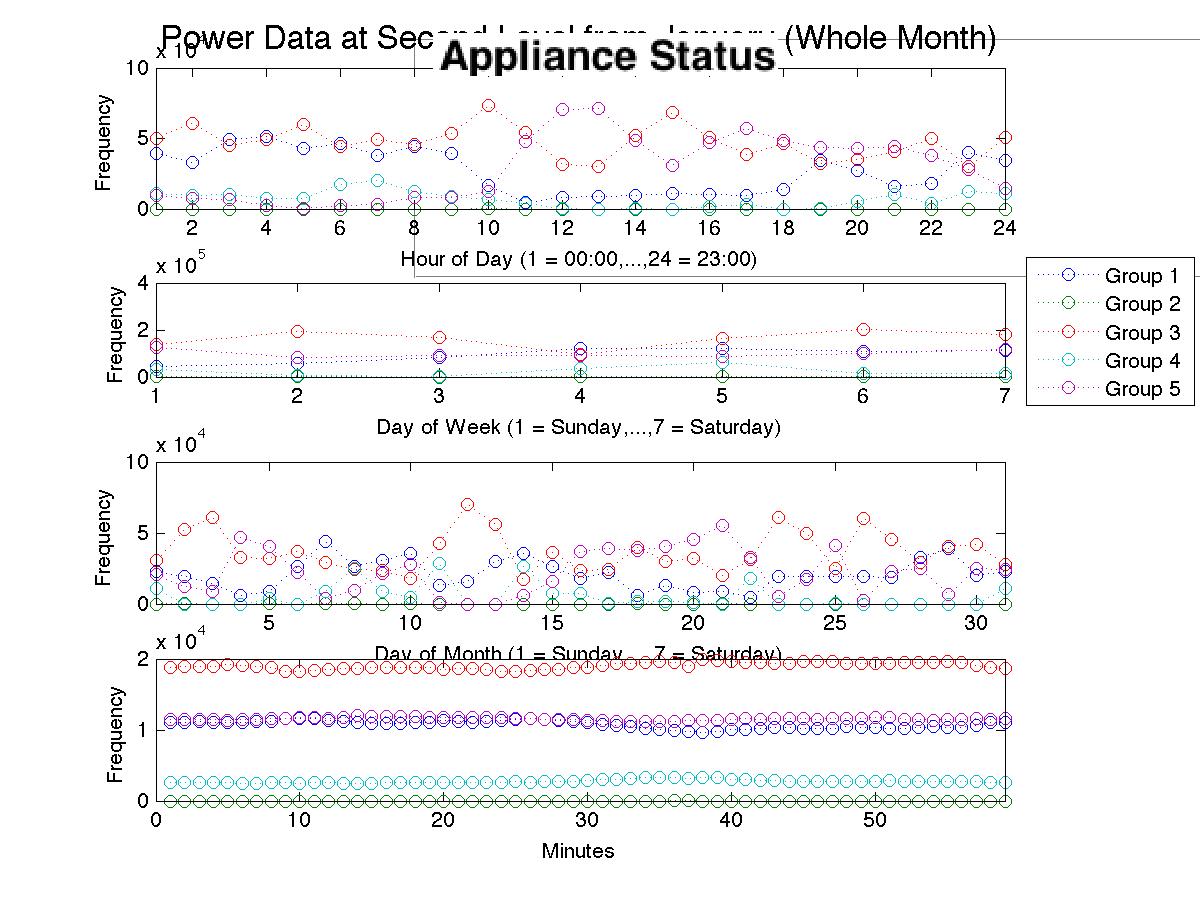 Power Data at Second Level from January (Whole Month)
Appliance Status
x 10
10
5
0
Frequency
2 4 6 8 10 12 14 16 18 20 22 24
Hour of Day (1 = 00:00,...,24 = 23:00)
x 10^5
4
2
0
Frequency
1 2 3 4 5 6 7
Day of Week (1 = Sunday,...,7 = Saturday)
Group 1
Group 2
Group 3
Group 4
Group 5
x 10^4
10
5
0
Frequency
5 10 15 20 25 30
Day of Month (1 = Sunday,...,7 = Saturday)
x 10^4
2
1
0
Frequency
0 10 20 30 40 50
Minutes